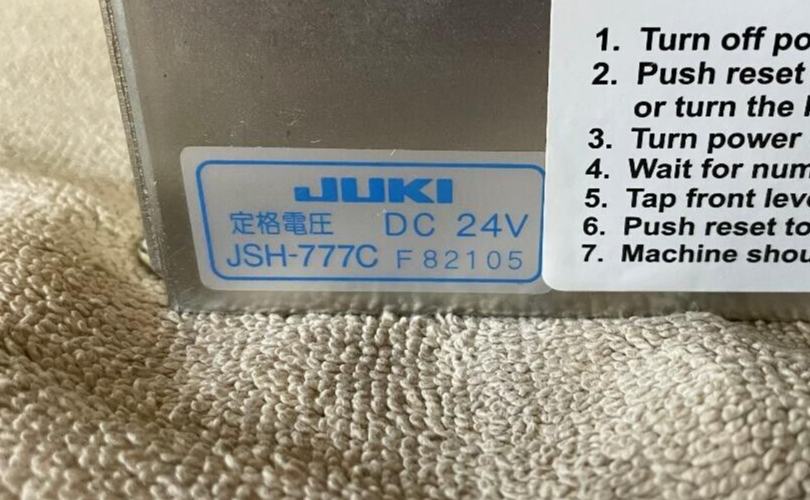 JUKI
定格電圧 DC 24V
JSH-777C F82105
1. Turn off
2. Push reset
or turn the
3. Turn power
4. Wait for
5. Tap front
6. Push reset to
7. Machine